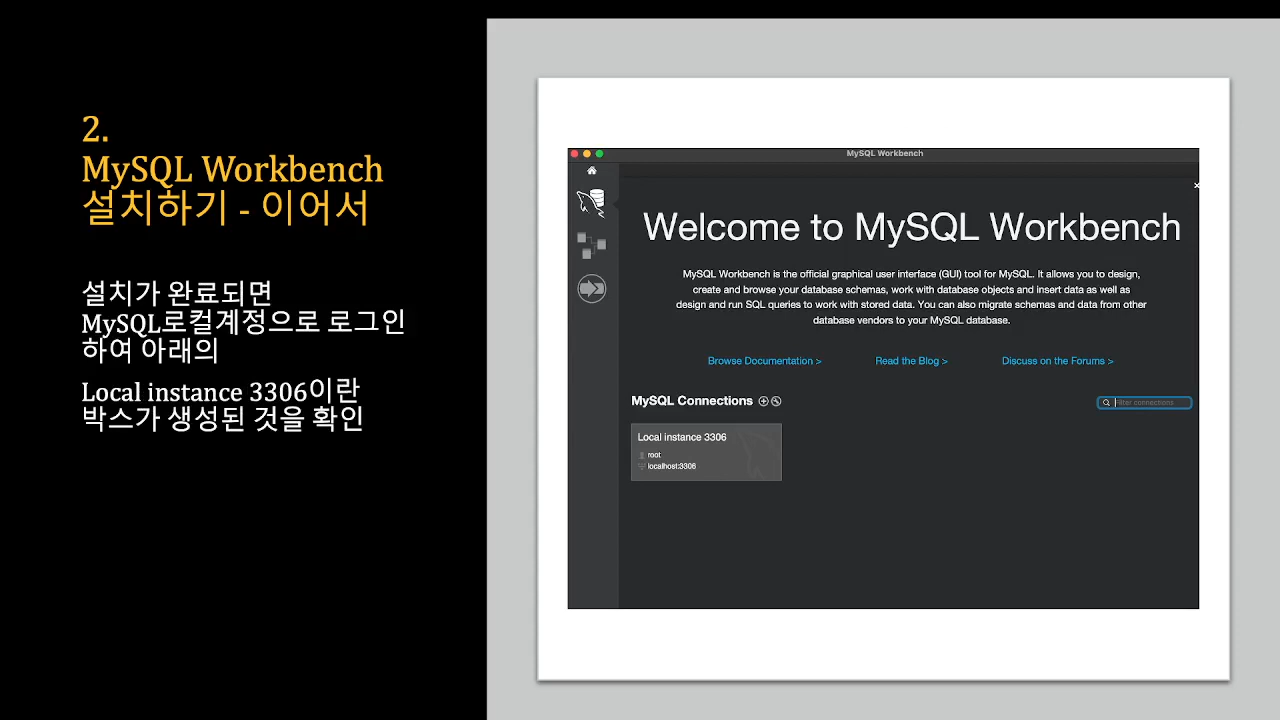 2.
MySQL Workbench
설치하기 - 이어서
설치가 완료되면
MySQL로컬계정으로 로그인
하여 아래의
Local instance 3306이란
박스가 생성된 것을 확인
MySQL Workbench
Welcome to MySQL Workbench
MySQL Workbench is the official graphical user interface (GUI) tool for MySQL. It allows you to design,
create and browse your database schemas, work with database objects and insert data as well as
design and run SQL queries to work with stored data. You can also migrate schemas and data from other
database vendors to your MySQL database.
Browse Documentation > Read the Blog > Discuss on the Forums >
MySQL Connections
Filter connections
Local instance 3306
root
localhost:3306